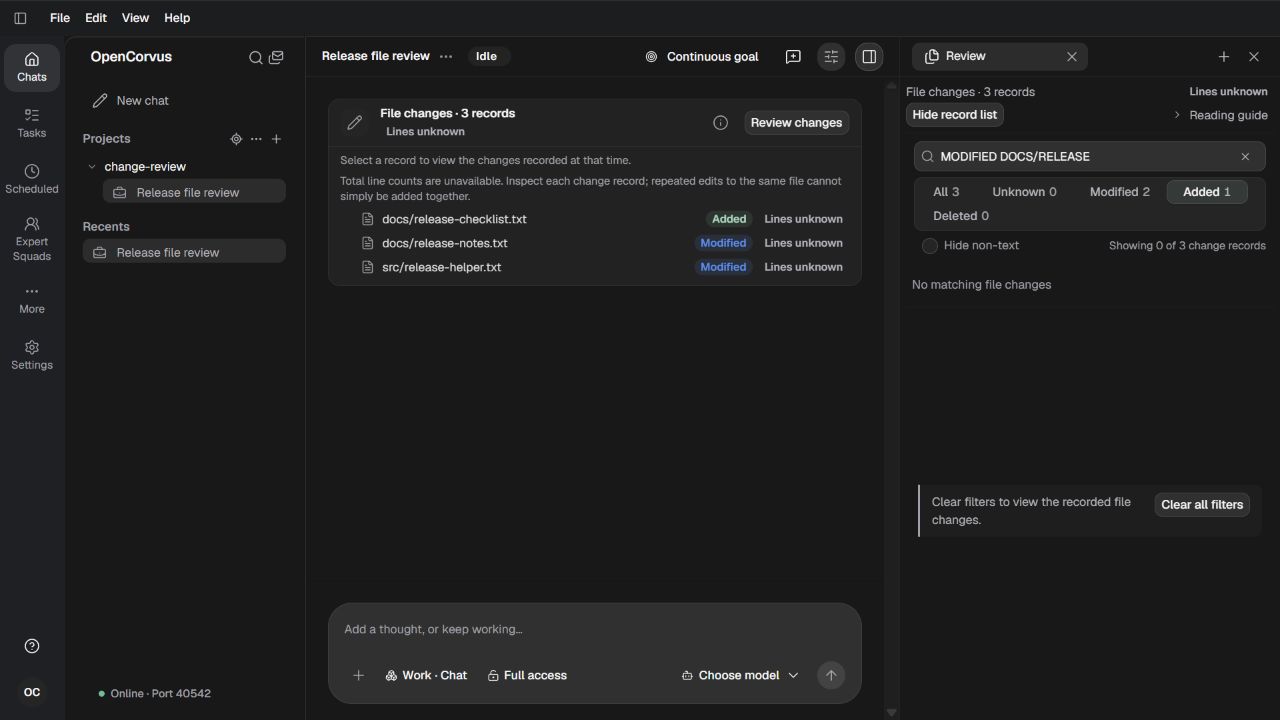 File Edit View Help
Chats
Tasks
Scheduled
Expert
Squads
More
Settings
OC
OpenCorvus
New chat
Projects
change-review
Release file review
Recents
Release file review
Online · Port 40542
Release file review
Idle
Continuous goal
File changes · 3 records
Lines unknown
Review changes
Select a record to view the changes recorded at that time.
Total line counts are unavailable. Inspect each change record; repeated edits to the same file cannot
simply be added together.
docs/release-checklist.txt Added Lines unknown
docs/release-notes.txt Modified Lines unknown
src/release-helper.txt Modified Lines unknown
Add a thought, or keep working...
Work · Chat Full access Choose model
Review
File changes · 3 records Lines unknown
Hide record list Reading guide
MODIFIED DOCS/RELEASE
All 3 Unknown 0 Modified 2 Added 1
Deleted 0
Hide non-text Showing 0 of 3 change records
No matching file changes
Clear filters to view the recorded file
changes.
Clear all filters